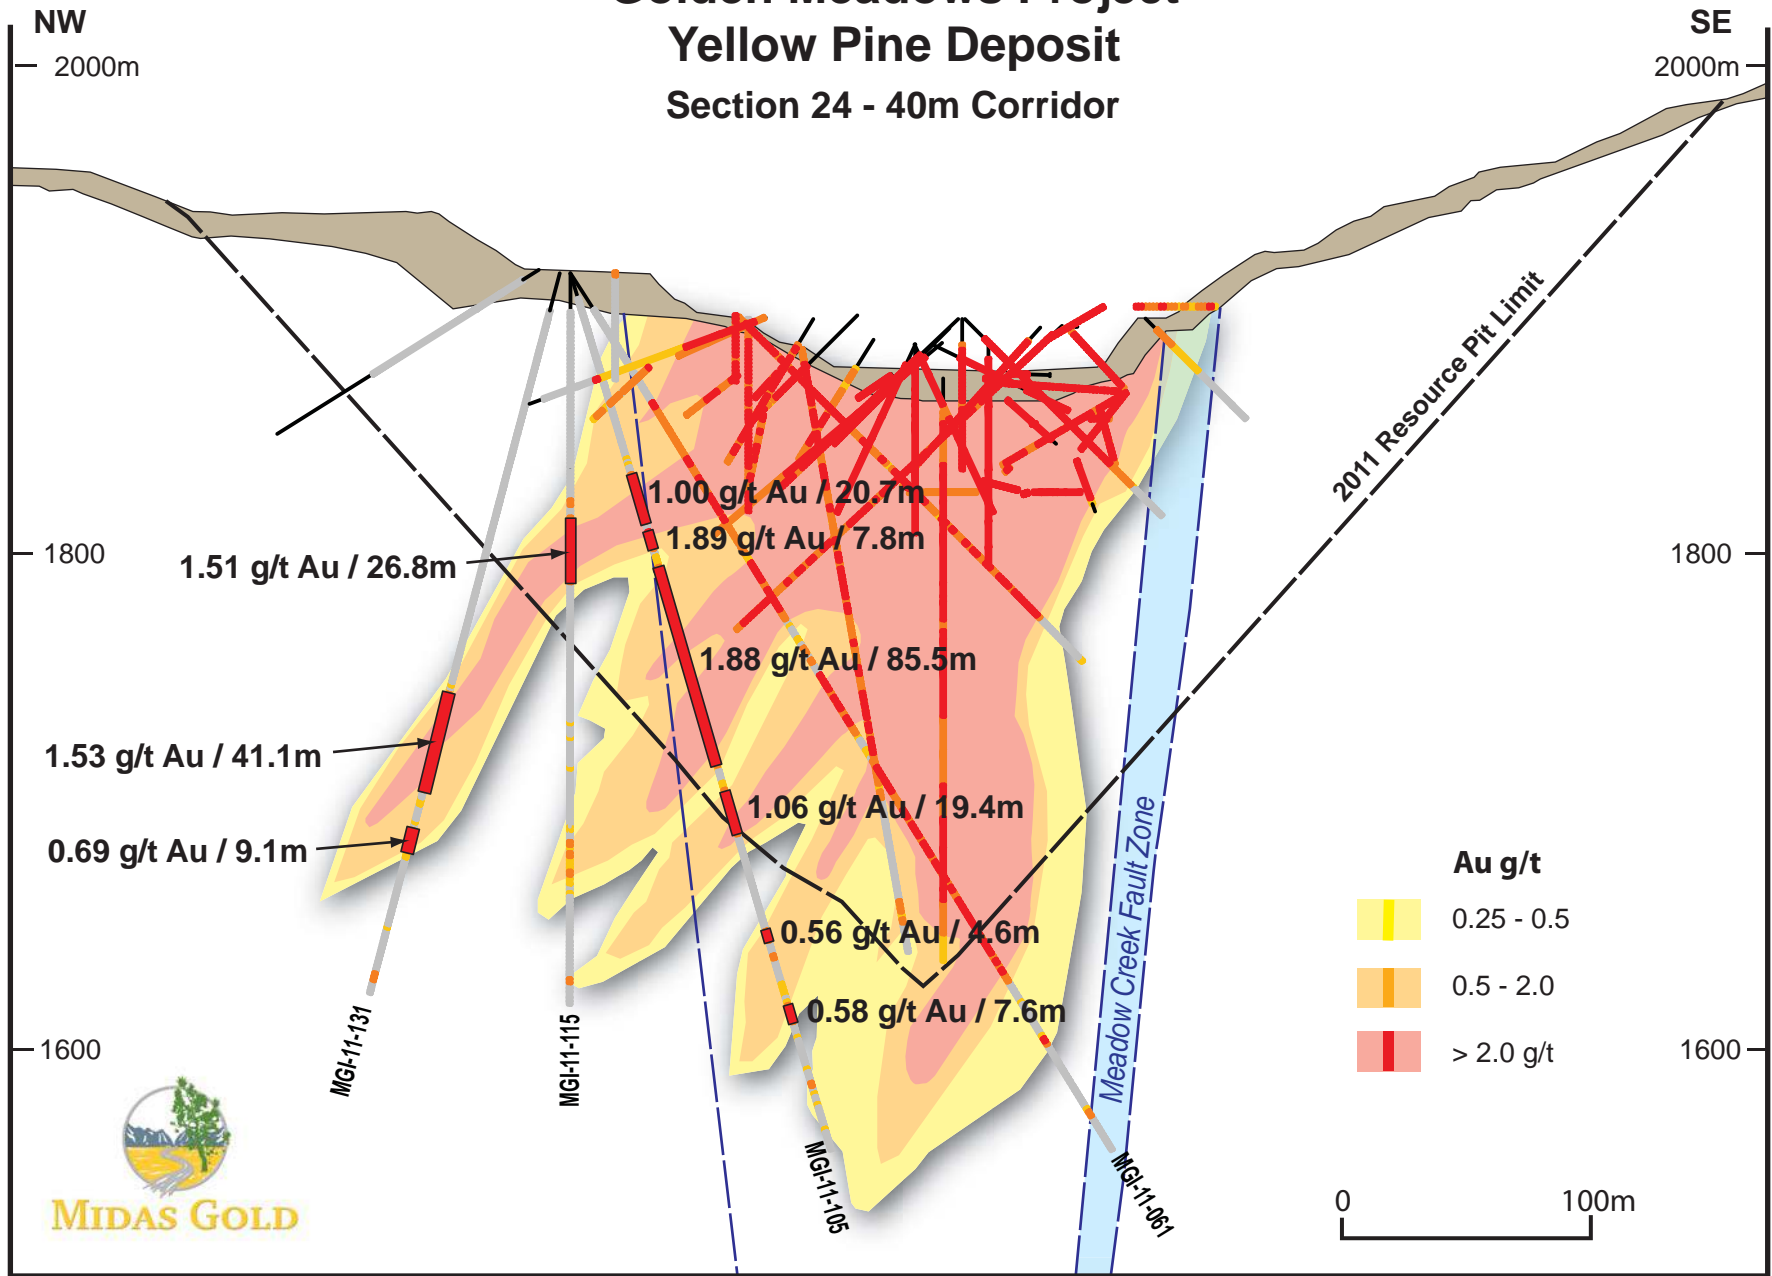 Golden Meadows Project
Yellow Pine Deposit
Section 24 - 40m Corridor
NW
SE
2000m
2000m
2011 Resource Pit Limit
1.00 g/t Au / 20.7m
1.89 g/t Au / 7.8m
1800
1800
1.51 g/t Au / 26.8m
1.88 g/t Au / 85.5m
1.53 g/t Au / 41.1m
1.06 g/t Au / 19.4m
0.69 g/t Au / 9.1m
0.56 g/t Au / 4.6m
0.58 g/t Au / 7.6m
Meadow Creek Fault Zone
Au g/t
0.25 - 0.5
0.5 - 2.0
> 2.0 g/t
1600
1600
MGI-11-131
MGI-11-115
MGI-11-105
MGI-11-061
MIDAS GOLD
0
100m